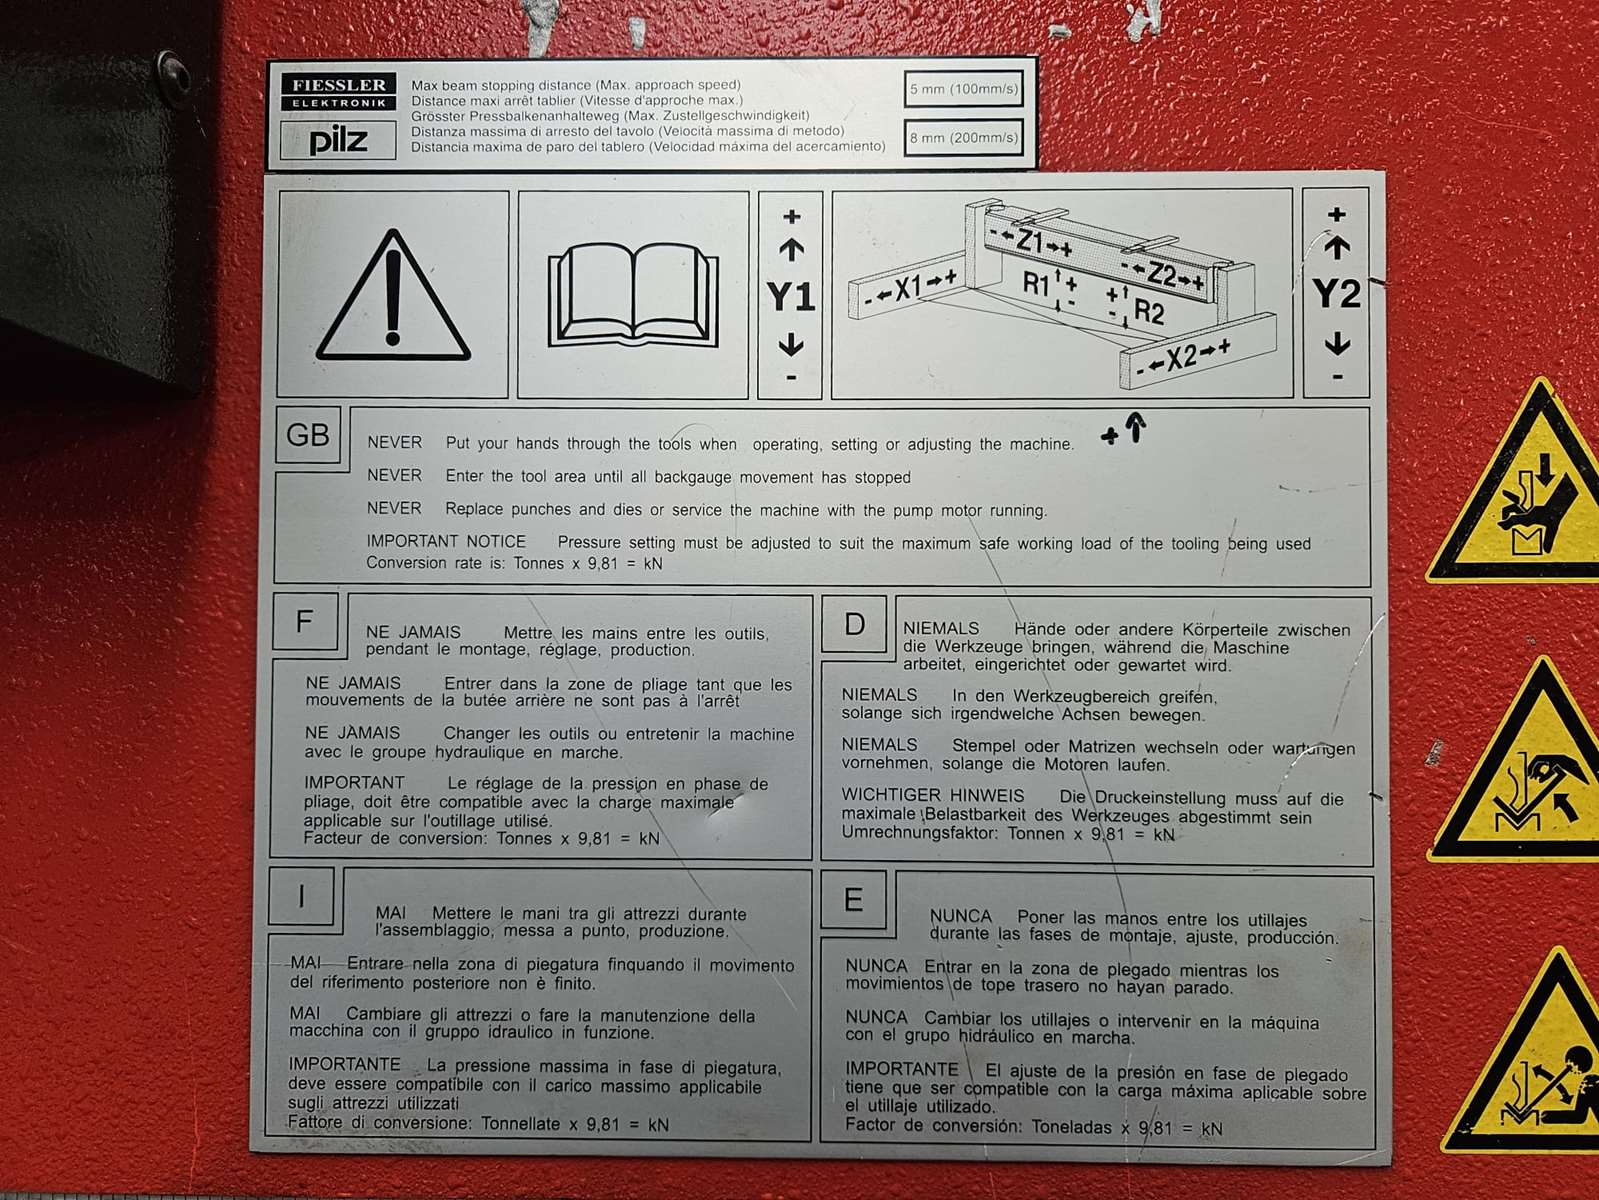 FIESSLER
ELEKTRONIK
pilz
Max beam stopping distance (Max. approach speed)
Distance maxi arrêt tablier (Vitesse d'approche max.)
Grösster Pressbalkenanhalteweg (Max. Zustellgeschwindigkeit)
Distanza massima di arresto del tavolo (Velocità massima di metodo)
Distancia maxima de paro del tablero (Velocidad máxima del acercamiento)
5 mm (100mm/s)
8 mm (200mm/s)
+
Y1
-
- ←Z1→+
- ←Z2→+
- ←X1→+
R1 + -
+ - R2
- ←X2→+
+
Y2
-
GB
NEVER Put your hands through the tools when operating, setting or adjusting the machine.
+↑
NEVER Enter the tool area until all backgauge movement has stopped
NEVER Replace punches and dies or service the machine with the pump motor running.
IMPORTANT NOTICE Pressure setting must be adjusted to suit the maximum safe working load of the tooling being used
Conversion rate is: Tonnes x 9,81 = kN
F
NE JAMAIS Mettre les mains entre les outils,
pendant le montage, réglage, production.
NE JAMAIS Entrer dans la zone de pliage tant que les
mouvements de la butée arrière ne sont pas à l'arrêt
NE JAMAIS Changer les outils ou entretenir la machine
avec le groupe hydraulique en marche.
IMPORTANT Le réglage de la pression en phase de
pliage, doit être compatible avec la charge maximale
applicable sur l'outillage utilisé.
Facteur de conversion: Tonnes x 9,81 = kN
D
NIEMALS Hände oder andere Körperteile zwischen
die Werkzeuge bringen, während die Maschine
arbeitet, eingerichtet oder gewartet wird.
NIEMALS In den Werkzeugbereich greifen,
solange sich irgendwelche Achsen bewegen.
NIEMALS Stempel oder Matrizen wechseln oder wartungen
vornehmen, solange die Motoren laufen.
WICHTIGER HINWEIS Die Druckeinstellung muss auf die
maximale Belastbarkeit des Werkzeuges abgestimmt sein
Umrechnungsfaktor: Tonnen x 9,81 = kN
I
MAI Mettere le mani tra gli attrezzi durante
l'assemblaggio, messa a punto, produzione.
MAI Entrare nella zona di piegatura finquando il movimento
del riferimento posteriore non è finito.
MAI Cambiare gli attrezzi o fare la manutenzione della
macchina con il gruppo idraulico in funzione.
IMPORTANTE La pressione massima in fase di piegatura,
deve essere compatibile con il carico massimo applicabile
sugli attrezzi utilizzati
Fattore di conversione: Tonnellate x 9,81 = kN
E
NUNCA Poner las manos entre los utillajes
durante las fases de montaje, ajuste, producción.
NUNCA Entrar en la zona de plegado mientras los
movimientos de tope trasero no hayan parado.
NUNCA Cambiar los utillajes o intervenir en la máquina
con el grupo hidráulico en marcha.
IMPORTANTE El ajuste de la presión en fase de plegado
tiene que ser compatible con la carga máxima aplicable sobre
el utillaje utilizado.
Factor de conversión: Toneladas x 9,81 = kN